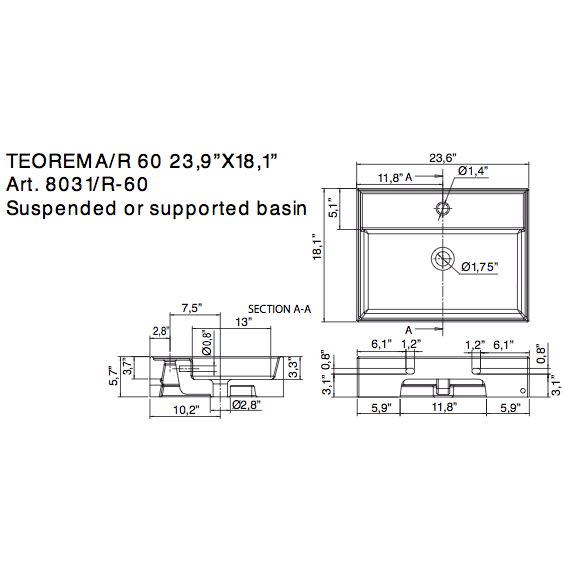 TEOREMA/R 60 23,9”X18,1”
Art. 8031/R-60
Suspended or supported basin
23,6”
11,8” A
Ø1,4”
5,1”
18,1”
Ø1,75”
A
SECTION A-A
7,5”
13”
2,8”
Ø0,8”
5,7”
3,7”
3,3”
10,2”
Ø2,8”
6,1”
1,2”
1,2”
6,1”
0,8”
0,8”
3,1”
3,1”
5,9”
11,8”
5,9”